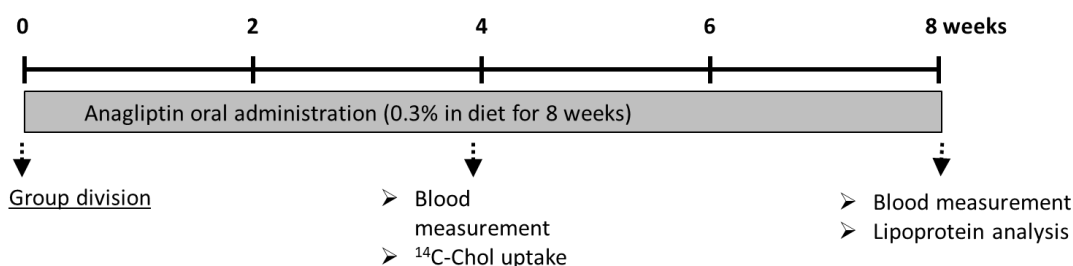 0 2 4 6 8 weeks
Anagliptin oral administration (0.3% in diet for 8 weeks)
Group division
➢ Blood
measurement
➢ ¹⁴C-Chol uptake
➢ Blood measurement
➢ Lipoprotein analysis